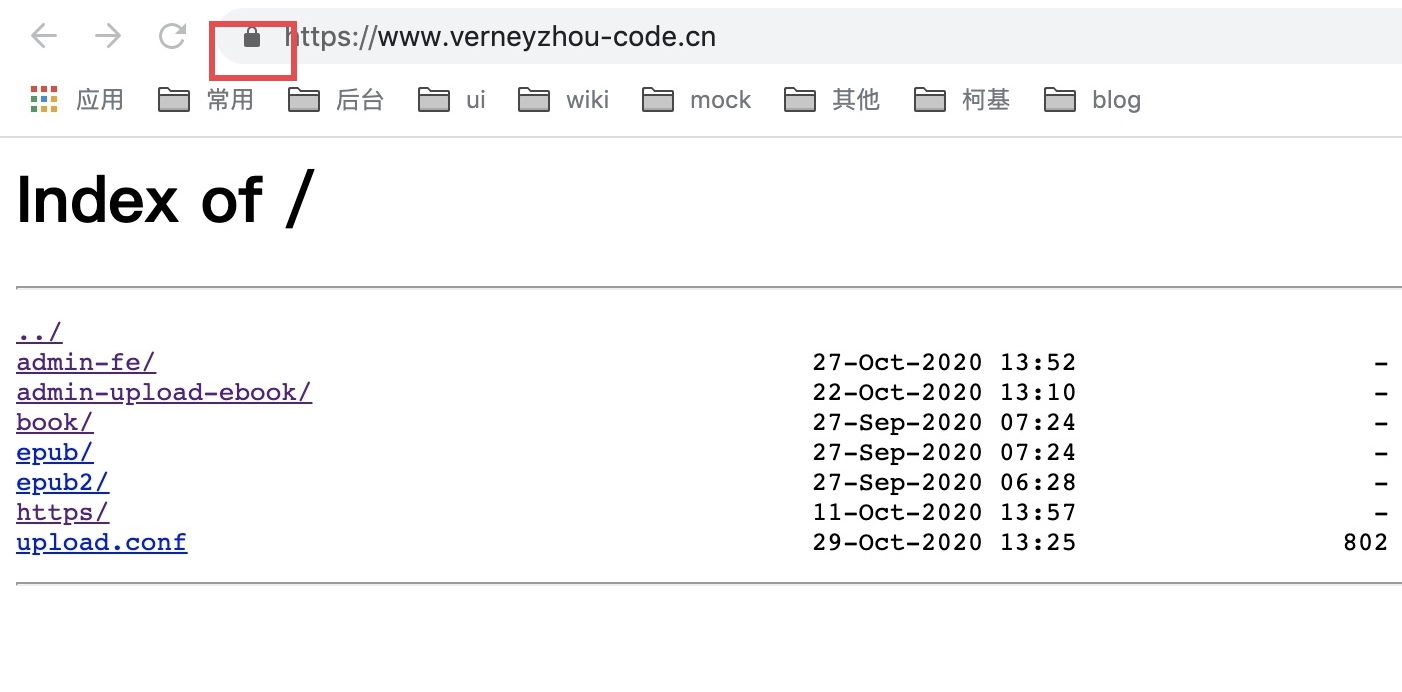 https://www.verneyzhou-code.cn
应用 常用 后台 ui wiki mock 其他 柯基 blog
Index of /
../
admin-fe/ 27-Oct-2020 13:52 -
admin-upload-ebook/ 22-Oct-2020 13:10 -
book/ 27-Sep-2020 07:24 -
epub/ 27-Sep-2020 07:24 -
epub2/ 27-Sep-2020 06:28 -
https/ 11-Oct-2020 13:57 -
upload.conf 29-Oct-2020 13:25 802